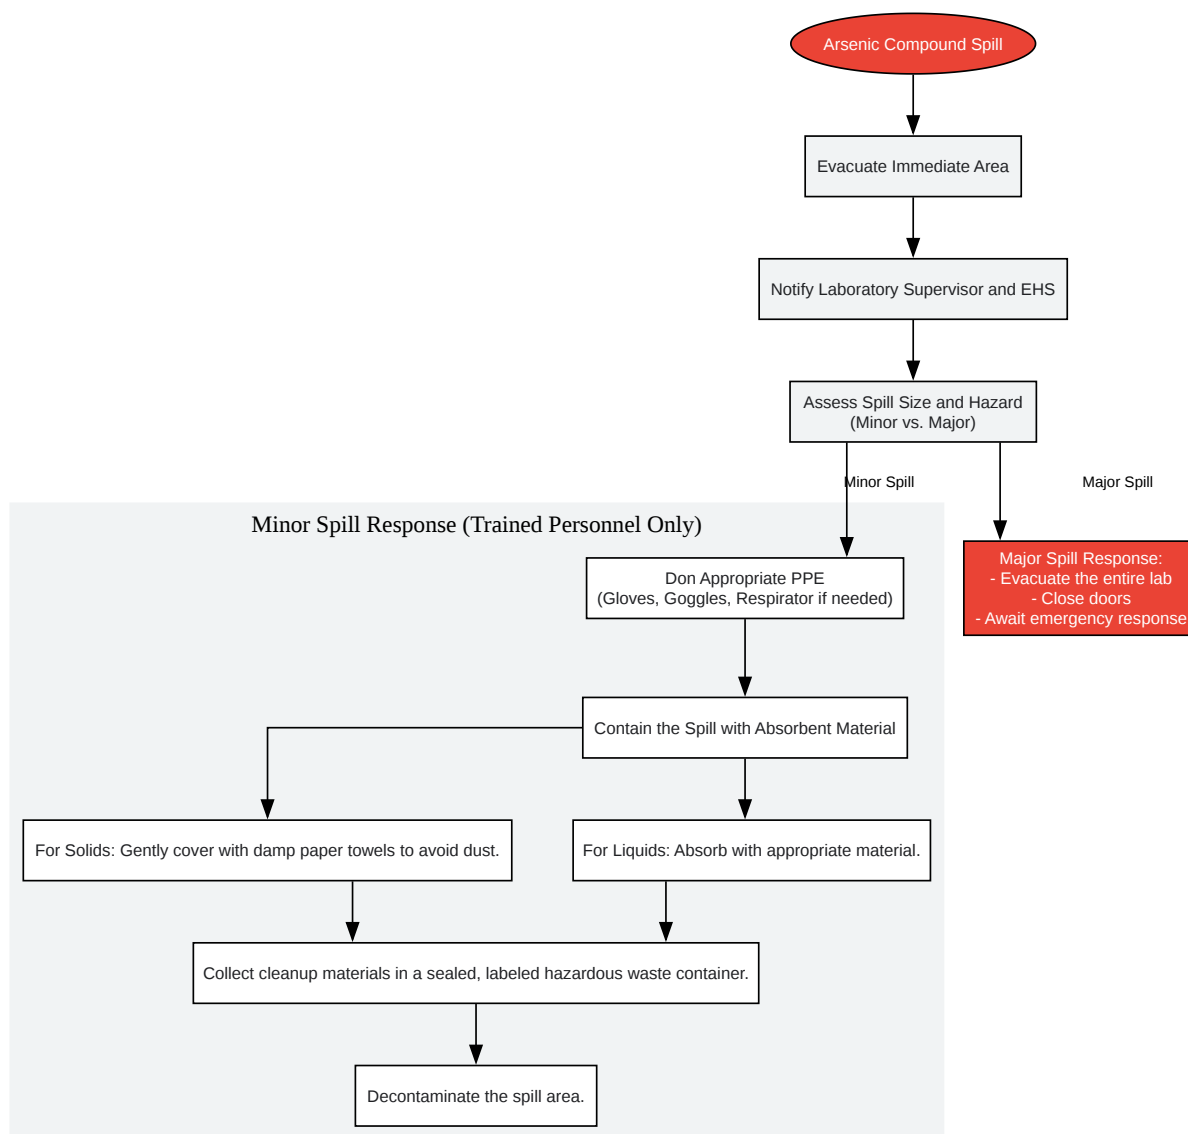 Arsenic Compound Spill
Evacuate Immediate Area
Notify Laboratory Supervisor and EHS
Assess Spill Size and Hazard
(Minor vs. Major)
Minor Spill
Major Spill
Minor Spill Response (Trained Personnel Only)
Major Spill Response:
- Evacuate the entire lab
- Close doors
- Await emergency response
Don Appropriate PPE
(Gloves, Goggles, Respirator if needed)
Contain the Spill with Absorbent Material
For Solids: Gently cover with damp paper towels to avoid dust.
For Liquids: Absorb with appropriate material.
Collect cleanup materials in a sealed, labeled hazardous waste container.
Decontaminate the spill area.